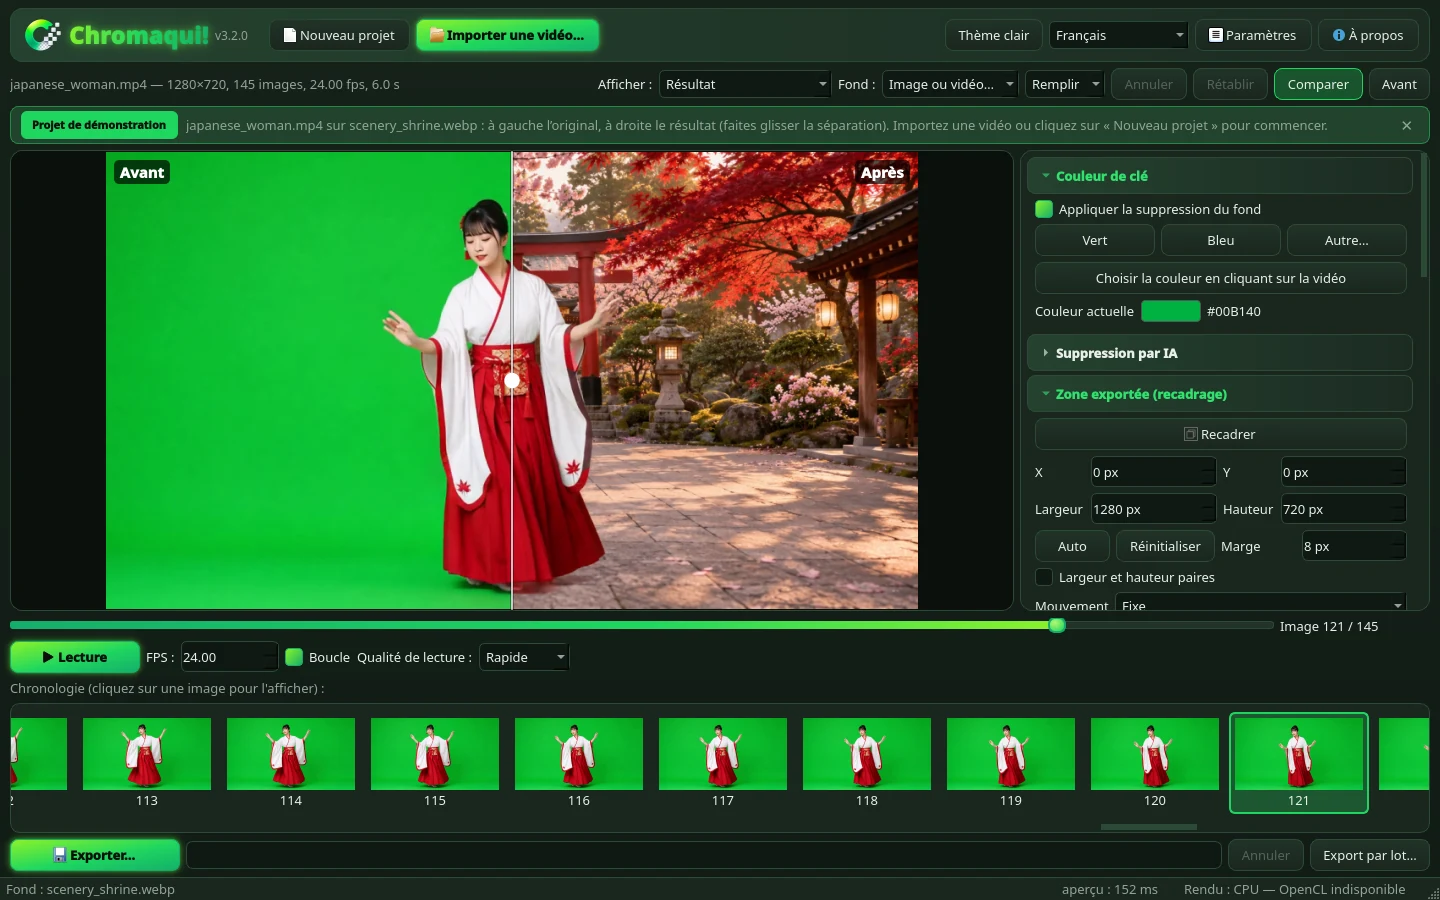 Chromaqui! v3.2.0 Nouveau projet Importer une vidéo... Thème clair Français Paramètres À propos
japanese_woman.mp4 — 1280×720, 145 images, 24.00 fps, 6.0 s Afficher : Résultat Fond : Image ou vidéo... Remplir Annuler Rétablir Comparer Avant
Projet de démonstration japanese_woman.mp4 sur scenery_shrine.webp : à gauche l'original, à droite le résultat (faites glisser la séparation). Importez une vidéo ou cliquez sur « Nouveau projet » pour commencer. ✕
Avant Après
Couleur de clé
Appliquer la suppression du fond
Vert Bleu Autre...
Choisir la couleur en cliquant sur la vidéo
Couleur actuelle #00B140
Suppression par IA
Zone exportée (recadrage)
Recadrer
X 0 px Y 0 px
Largeur 1280 px Hauteur 720 px
Auto Réinitialiser Marge 8 px
Largeur et hauteur paires
Mouvement Fixe
Image 121 / 145
Lecture FPS : 24.00 Boucle Qualité de lecture : Rapide
Chronologie (cliquez sur une image pour l'afficher) :
2 113 114 115 116 117 118 119 120 121
Exporter... Annuler Export par lot...
Fond : scenery_shrine.webp aperçu : 152 ms Rendu : CPU — OpenCL indisponible